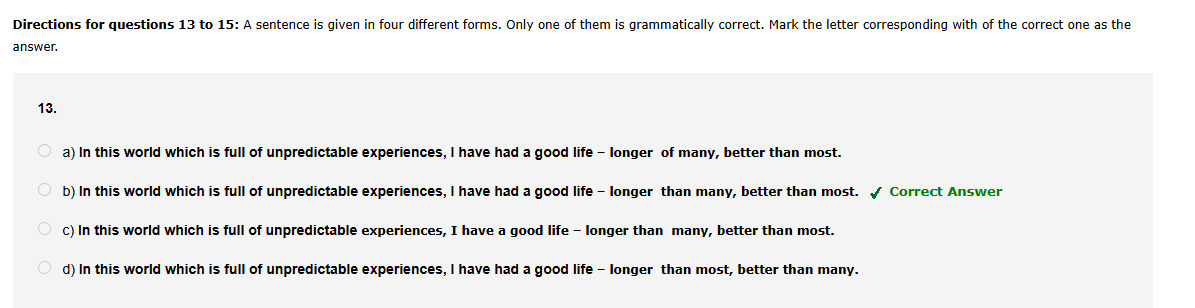 Directions for questions 13 to 15: A sentence is given in four different forms. Only one of them is grammatically correct. Mark the letter corresponding with of the correct one as the
answer.
13.
a) In this world which is full of unpredictable experiences, I have had a good life – longer  of many, better than most.
b) In this world which is full of unpredictable experiences, I have had a good life – longer  than many, better than most. ✓ Correct Answer
c) In this world which is full of unpredictable experiences, I have a good life – longer than  many, better than most.
d) In this world which is full of unpredictable experiences, I have had a good life – longer  than most, better than many.